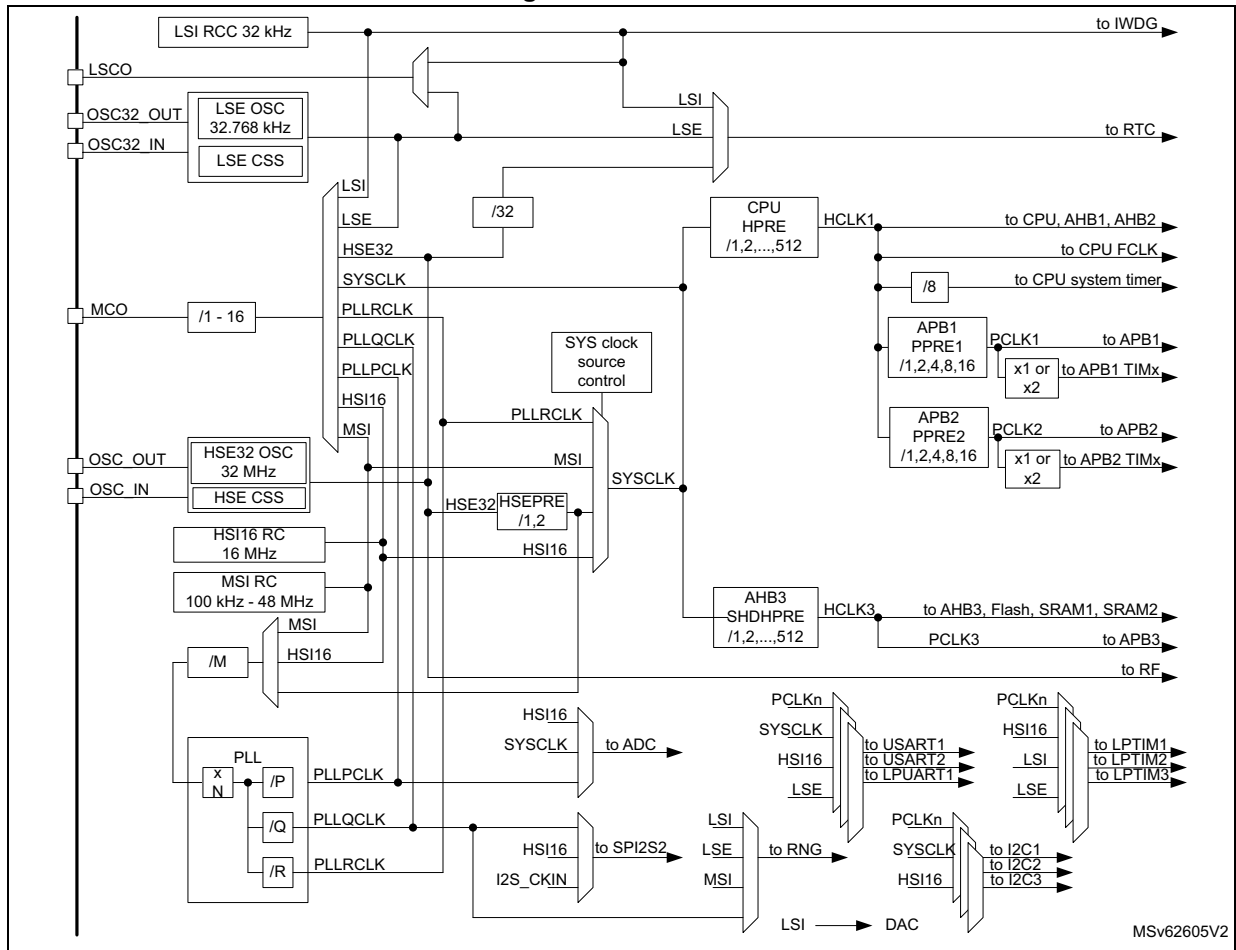 LSI RCC 32 kHz
to IWDG
LSCO
OSC32_OUT
LSE OSC
32.768 kHz
LSI
LSE
to RTC
OSC32_IN
LSE CSS
LSI
LSE
/32
CPU
HPRE
/1,2,...,512
HCLK1
to CPU, AHB1, AHB2
HSE32
to CPU FCLK
SYSCLK
/8
to CPU system timer
MCO
/1 - 16
PLLRCLK
PLLQCLK
PLLPCLK
HSI16
MSI
SYS clock
source
control
APB1
PPRE1
/1,2,4,8,16
PCLK1
to APB1
x1 or
x2
to APB1 TIMx
PLLRCLK
APB2
PPRE2
/1,2,4,8,16
PCLK2
to APB2
x1 or
x2
to APB2 TIMx
OSC_OUT
HSE32 OSC
32 MHz
OSC_IN
HSE CSS
MSI
SYSCLK
HSE32
HSEPRE
/1,2
HSI16 RC
16 MHz
HSI16
MSI RC
100 kHz - 48 MHz
AHB3
SHDHPRE
/1,2,...,512
HCLK3
to AHB3, Flash, SRAM1, SRAM2
PCLK3
to APB3
MSI
/M
HSI16
to RF
HSI16
SYSCLK
to ADC
PCLKn
SYSCLK
HSI16
LSE
to USART1
to USART2
to LPUART1
PCLKn
HSI16
LSI
LSE
to LPTIM1
to LPTIM2
to LPTIM3
PLL
x
N
/P
PLLPCLK
/Q
PLLQCLK
/R
PLLRCLK
HSI16
to SPI2S2
I2S_CKIN
LSI
LSE
MSI
to RNG
PCLKn
SYSCLK
HSI16
to I2C1
to I2C2
to I2C3
LSI
DAC
MSv62605V2